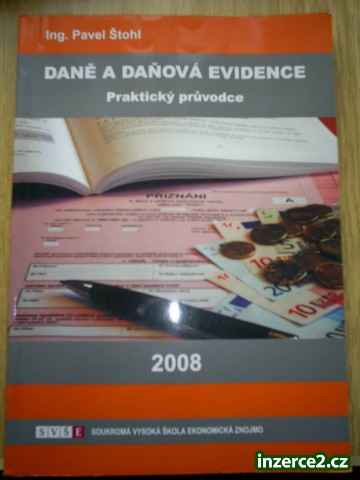 Ing. Pavel Štohl
DANĚ A DAŇOVÁ EVIDENCE
Praktický průvodce
PŘIZNÁNÍ
A
2008
SVŠE SOUKROMÁ VYSOKÁ ŠKOLA EKONOMICKÁ ZNOJMO
inzerce2.cz